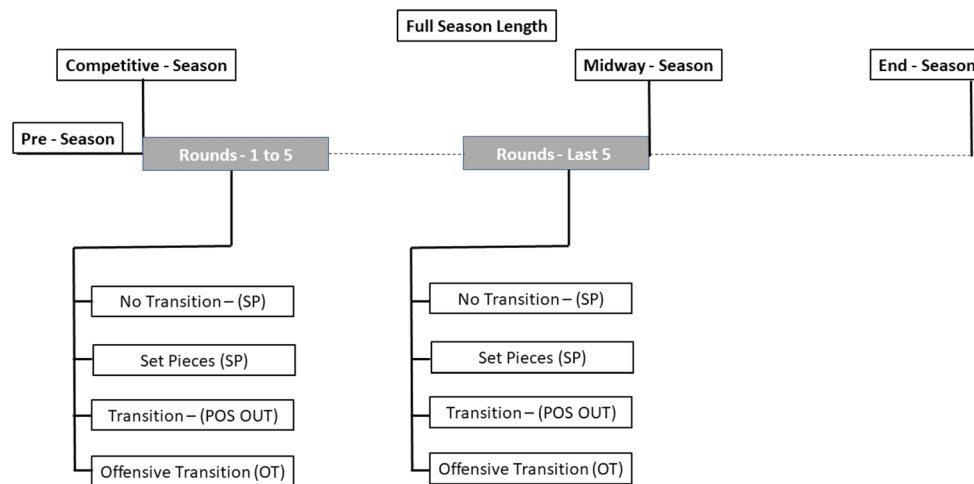 Full Season Length
Competitive - Season
Midway - Season
End - Season
Pre - Season
Rounds - 1 to 5
Rounds - Last 5
No Transition – (SP)
Set Pieces (SP)
Transition – (POS OUT)
Offensive Transition (OT)
No Transition – (SP)
Set Pieces (SP)
Transition – (POS OUT)
Offensive Transition (OT)